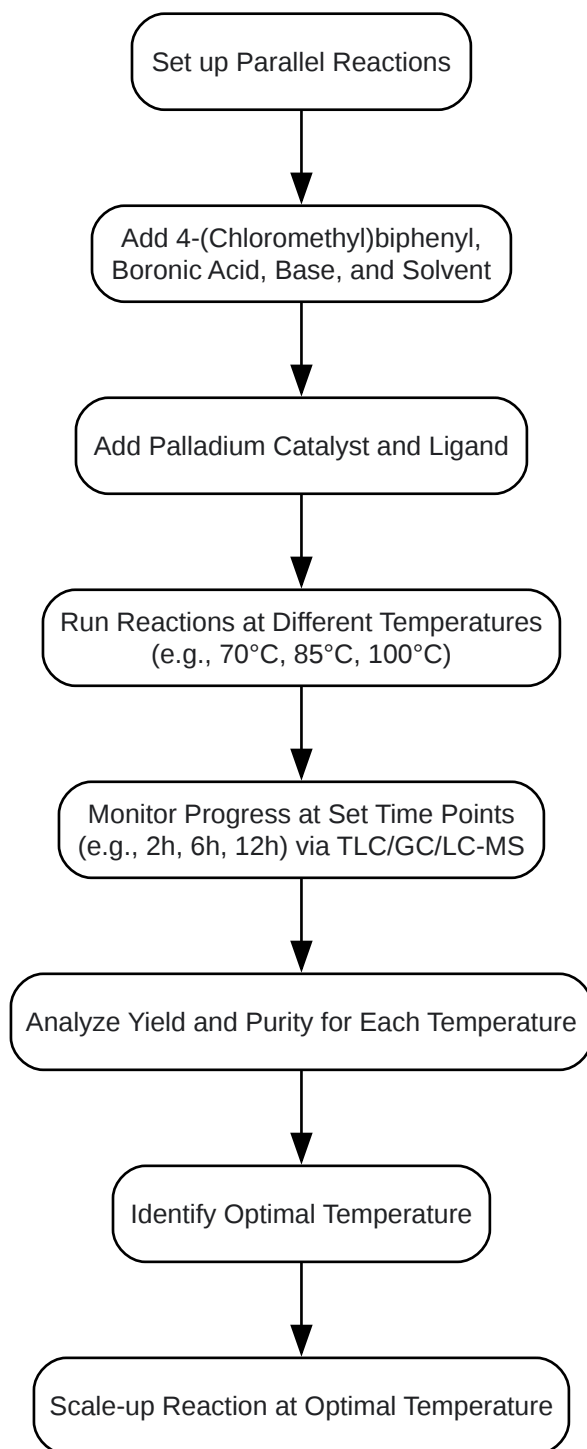 Set up Parallel Reactions
Add 4-(Chloromethyl)biphenyl,
Boronic Acid, Base, and Solvent
Add Palladium Catalyst and Ligand
Run Reactions at Different Temperatures
(e.g., 70°C, 85°C, 100°C)
Monitor Progress at Set Time Points
(e.g., 2h, 6h, 12h) via TLC/GC/LC-MS
Analyze Yield and Purity for Each Temperature
Identify Optimal Temperature
Scale-up Reaction at Optimal Temperature